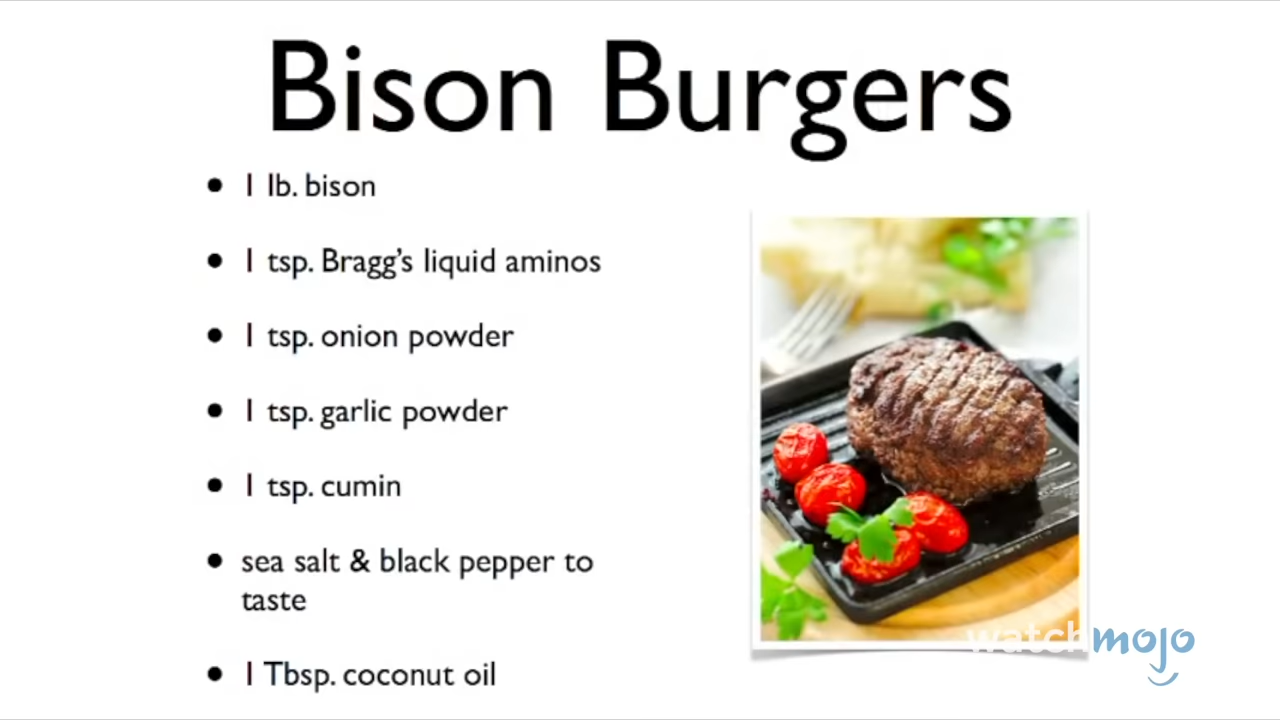 Bison Burgers
• 1 lb. bison
• 1 tsp. Bragg’s liquid aminos
• 1 tsp. onion powder
• 1 tsp. garlic powder
• 1 tsp. cumin
• sea salt & black pepper to
taste
• 1 Tbsp. coconut oil
watchmojo